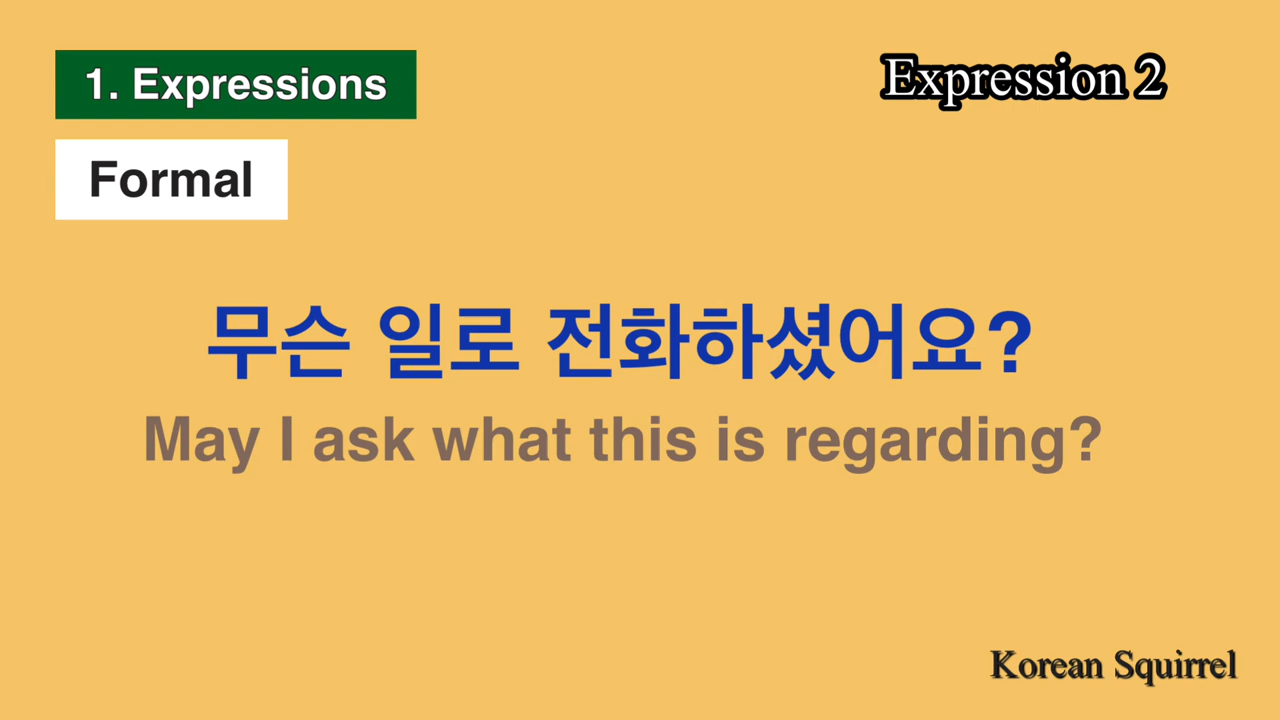 1. Expressions
Expression 2
Formal
무슨 일로 전화하셨어요?
May I ask what this is regarding?
Korean Squirrel